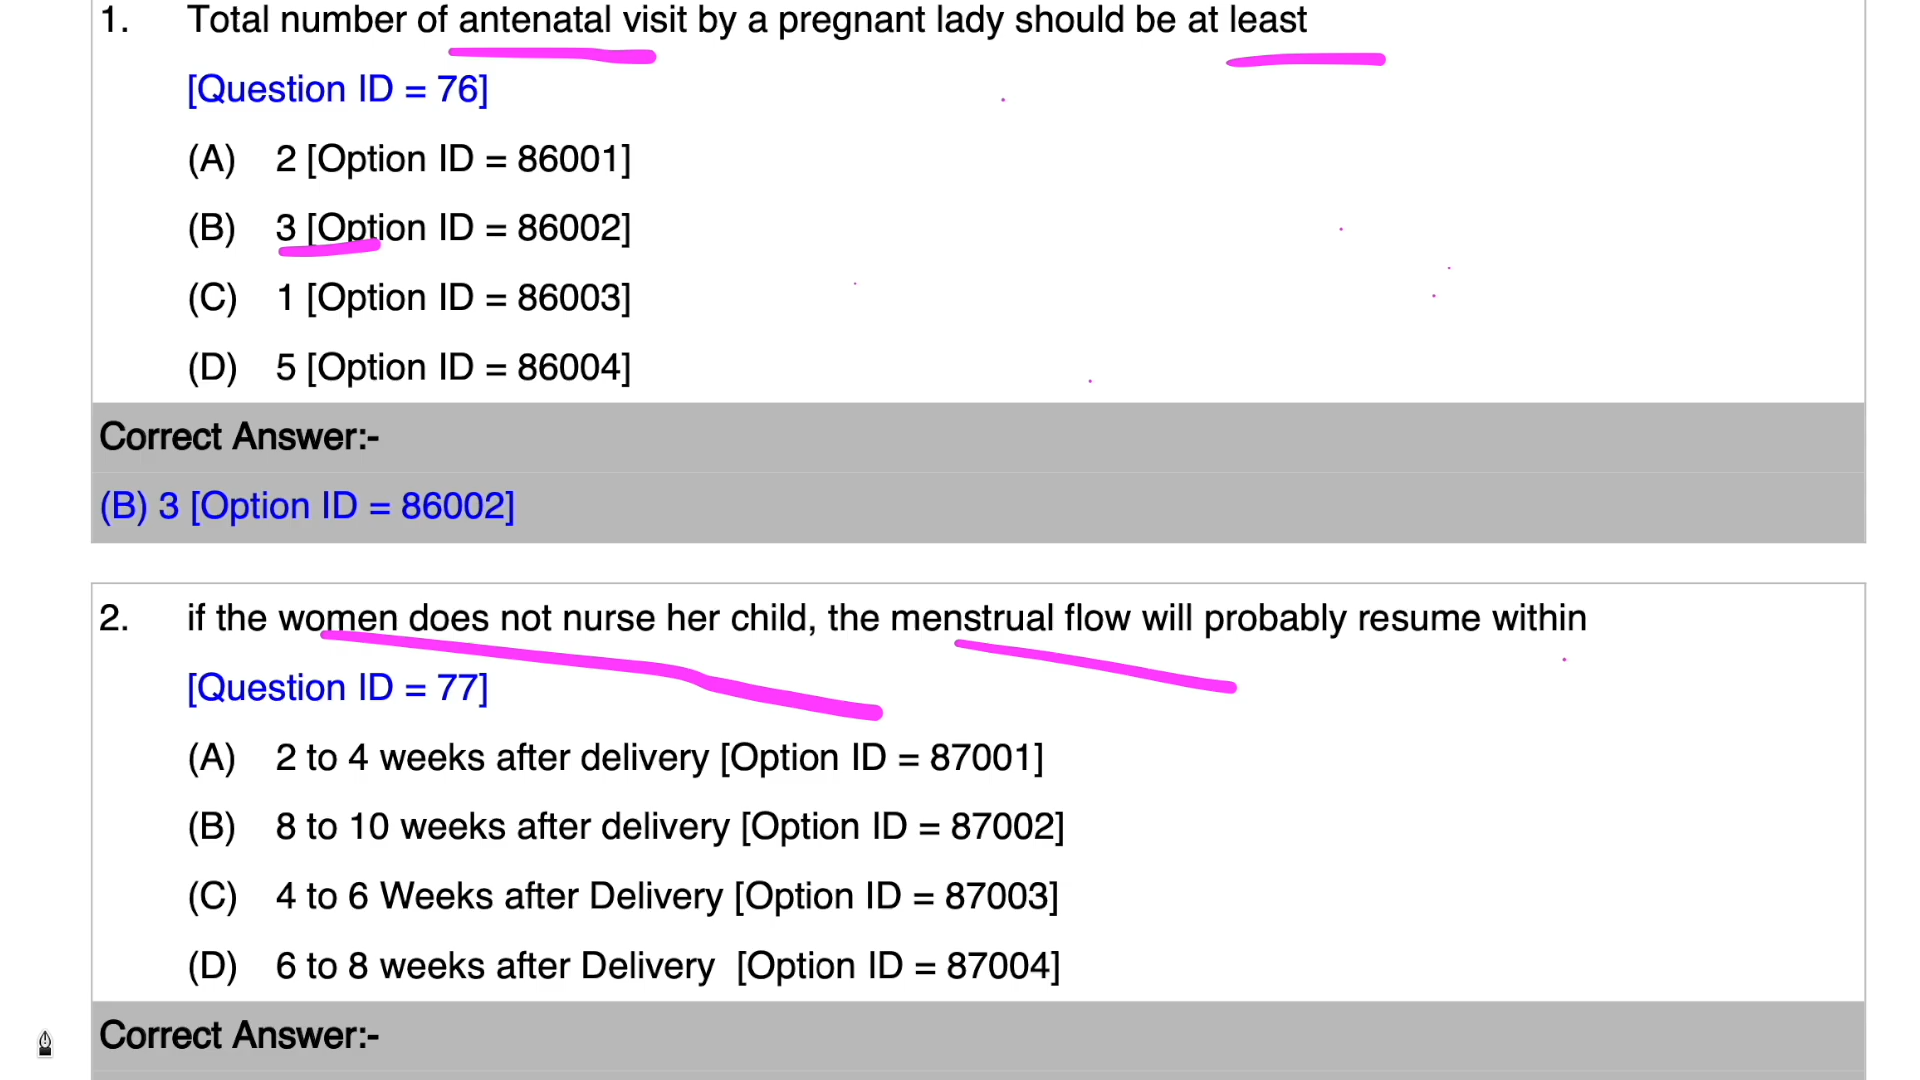 1. Total number of antenatal visit by a pregnant lady should be at least
[Question ID = 76]
(A) 2 [Option ID = 86001]
(B) 3 [Option ID = 86002]
(C) 1 [Option ID = 86003]
(D) 5 [Option ID = 86004]
Correct Answer:-
(B) 3 [Option ID = 86002]
2. if the women does not nurse her child, the menstrual flow will probably resume within
[Question ID = 77]
(A) 2 to 4 weeks after delivery [Option ID = 87001]
(B) 8 to 10 weeks after delivery [Option ID = 87002]
(C) 4 to 6 Weeks after Delivery [Option ID = 87003]
(D) 6 to 8 weeks after Delivery [Option ID = 87004]
Correct Answer:-